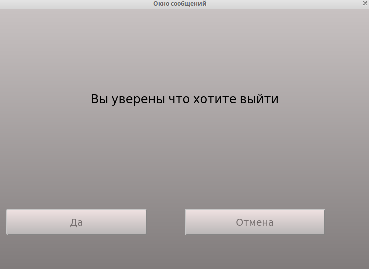 Окно сообщений
Вы уверены что хотите выйти
Да
Отмена